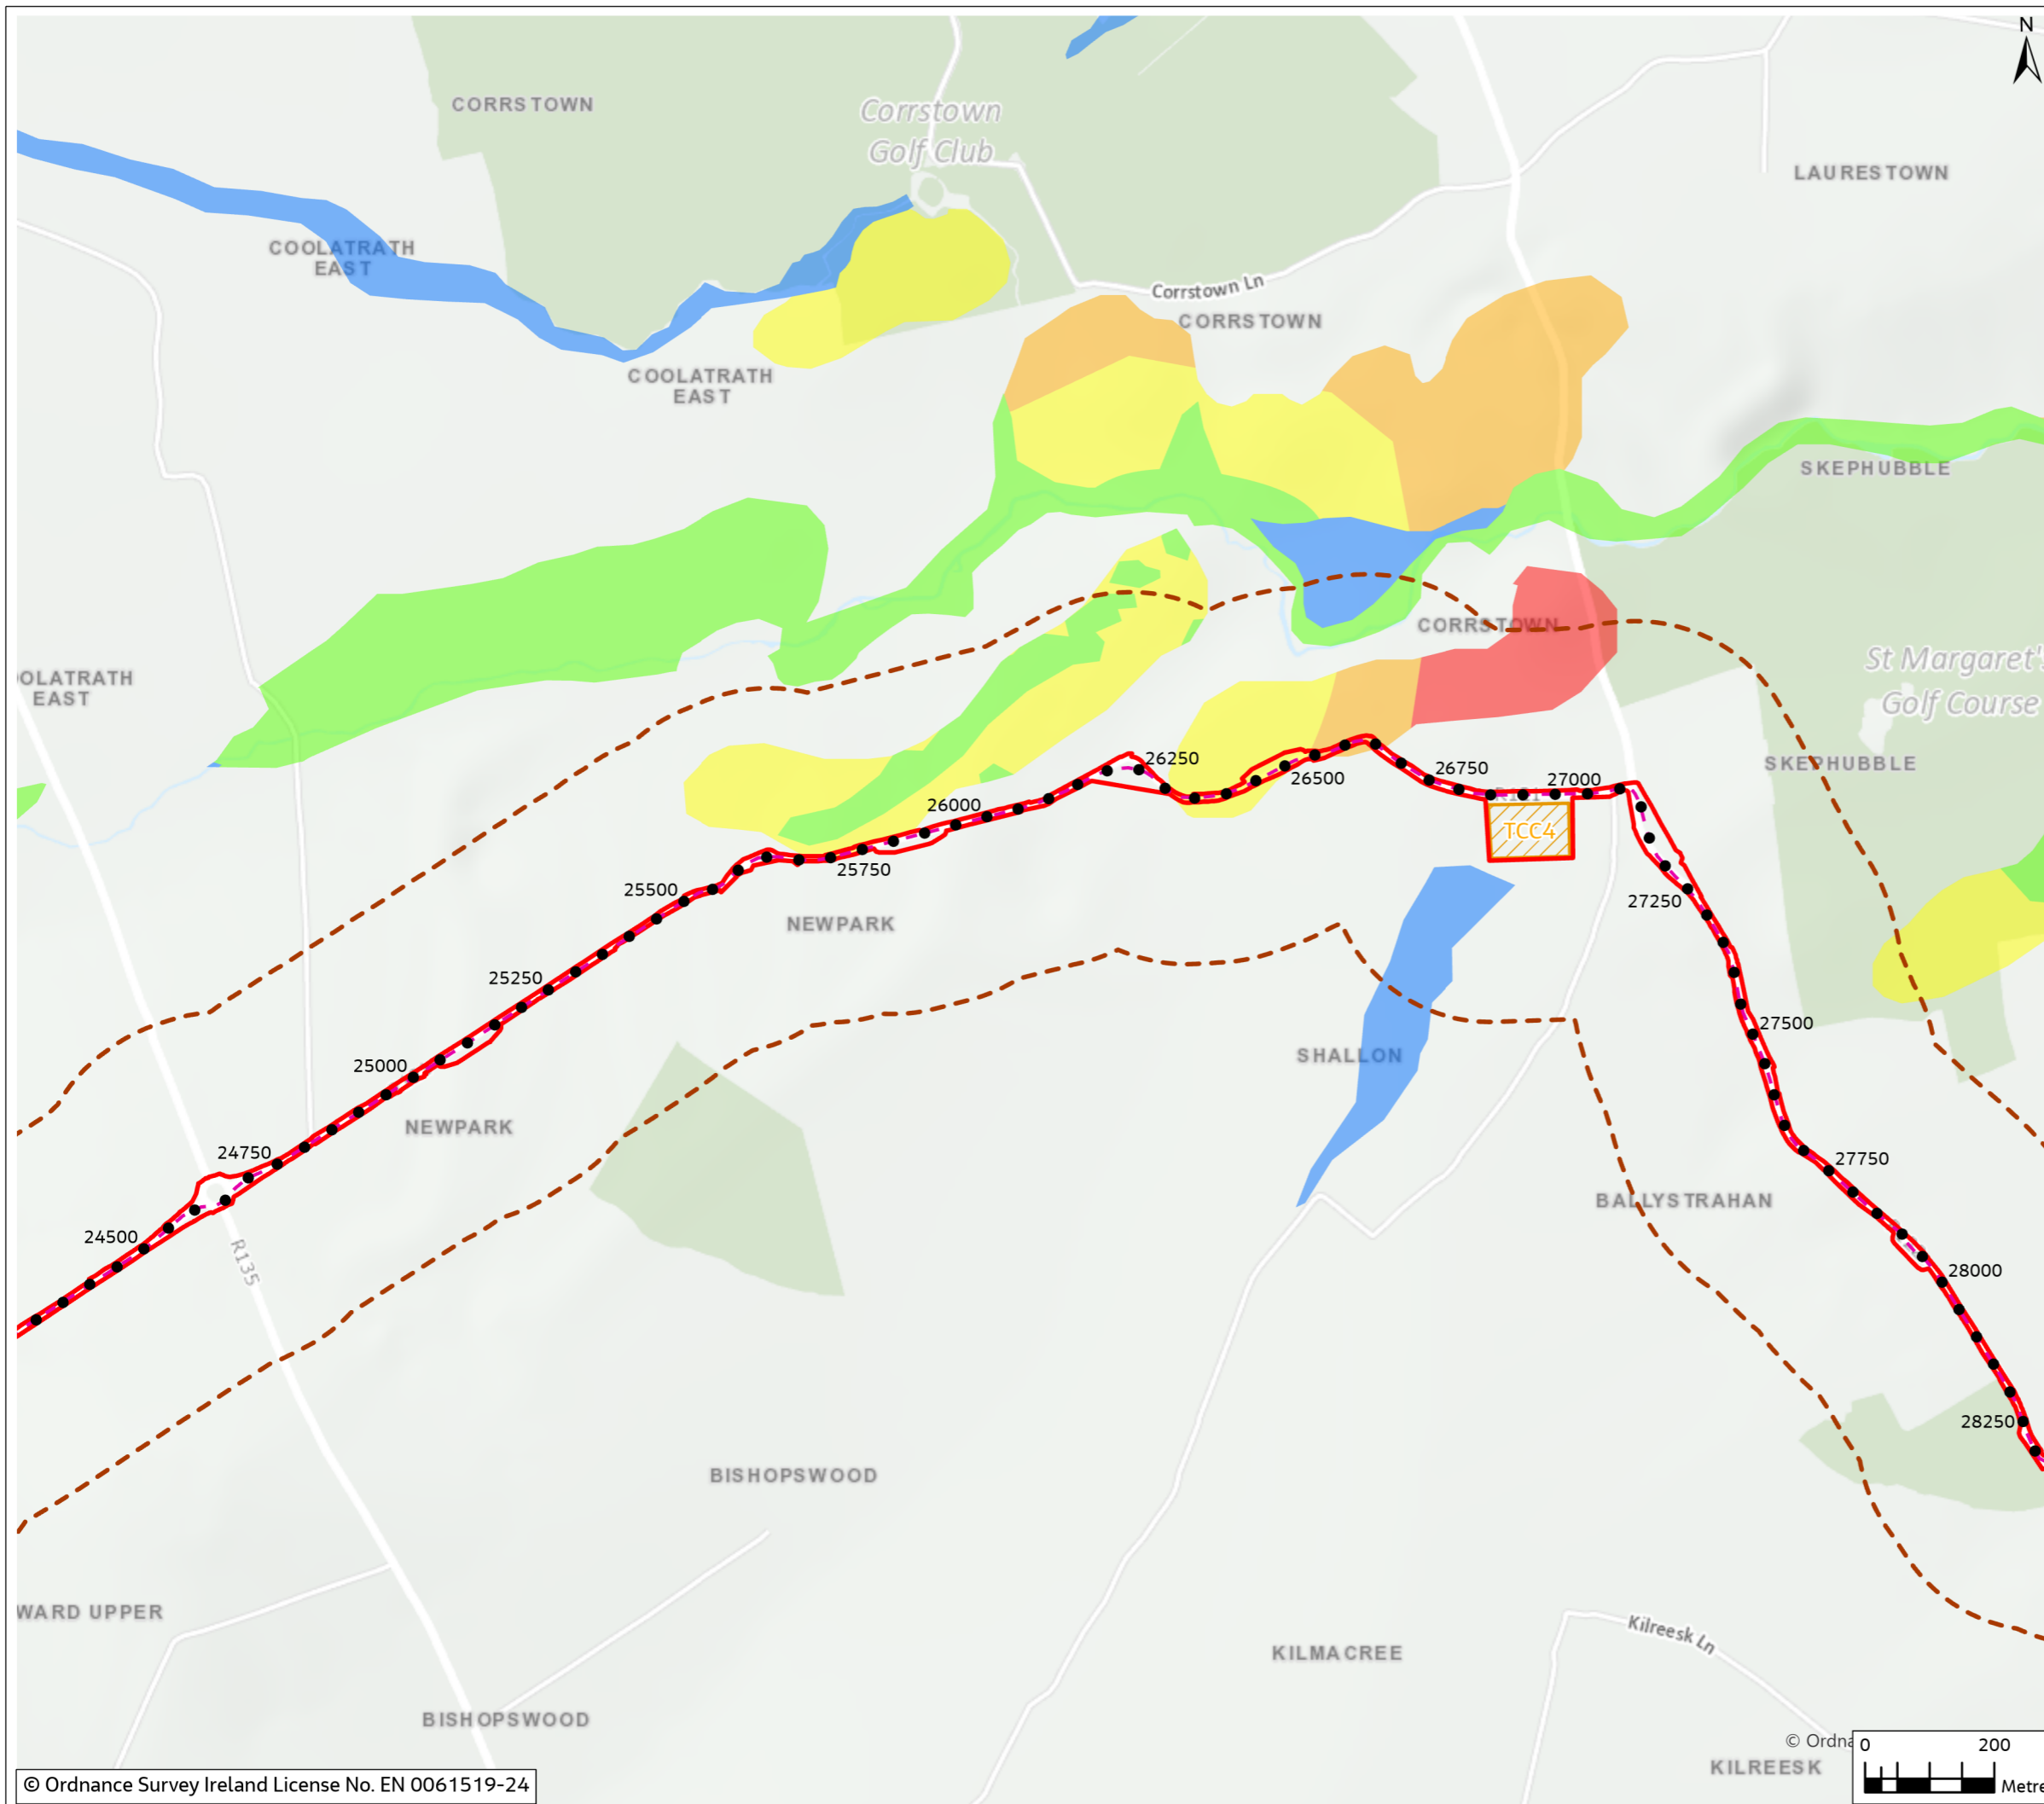 N
CORRSTOWN
Corrstown
Golf Club
LAURESTOWN
COOLATRATH
EAST
Corrstown Ln
CORRSTOWN
COOLATRATH
EAST
SKEPHUBBLE
CORRSTOWN
OLATRATH
EAST
St Margaret's
Golf Course
SKEPHUBBLE
26250
26500
26750
27000
R121
TCC4
26000
25750
25500
27250
NEWPARK
25250
27500
SHALLON
25000
NEWPARK
24750
27750
BALLYSTRAHAN
24500
R135
28000
28250
BISHOPSWOOD
WARD UPPER
Kilreesk Ln
KILMACREE
BISHOPSWOOD
© Ordna
KILREESK
0 200
Metre
© Ordnance Survey Ireland License No. EN 0061519-24